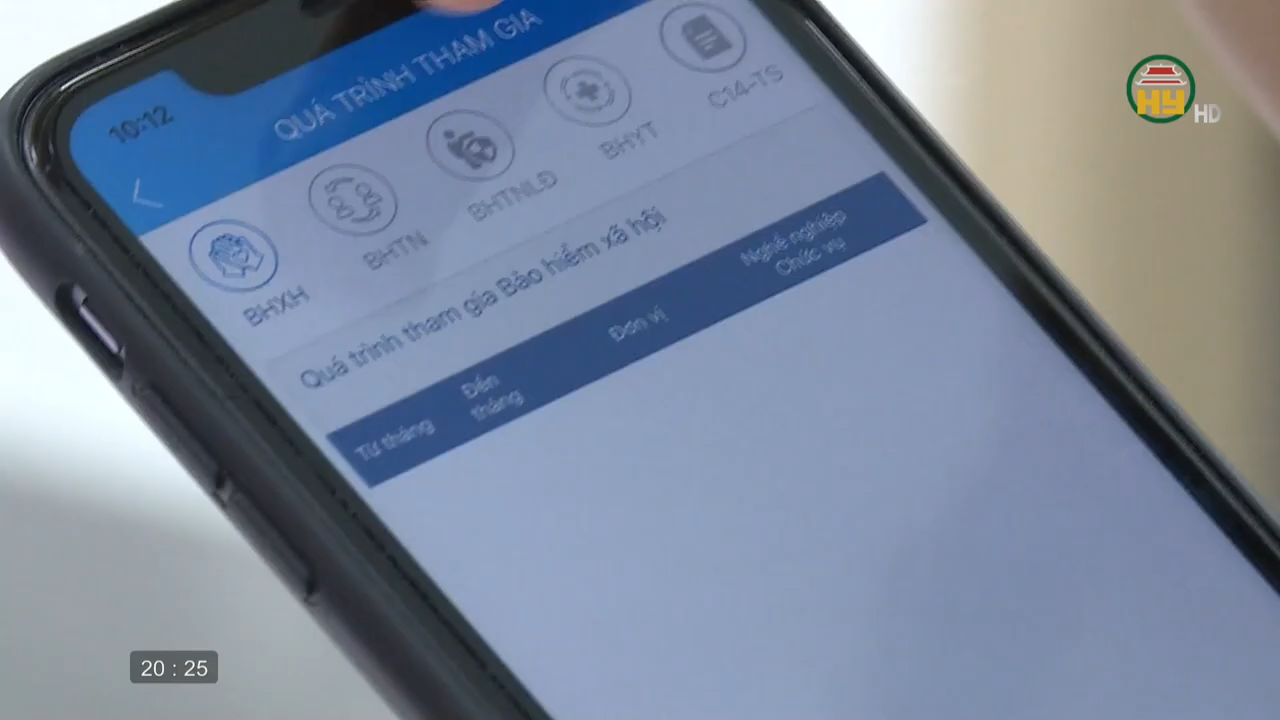 10:12
QUÁ TRÌNH THAM GIA
BHXH
BHTN
BHTNLĐ
BHYT
C14-TS
Quá trình tham gia Bảo hiểm xã hội
Từ tháng
Đến
tháng
Đơn vị
Nghề nghiệp
Chức vụ
HY HD
20 : 25